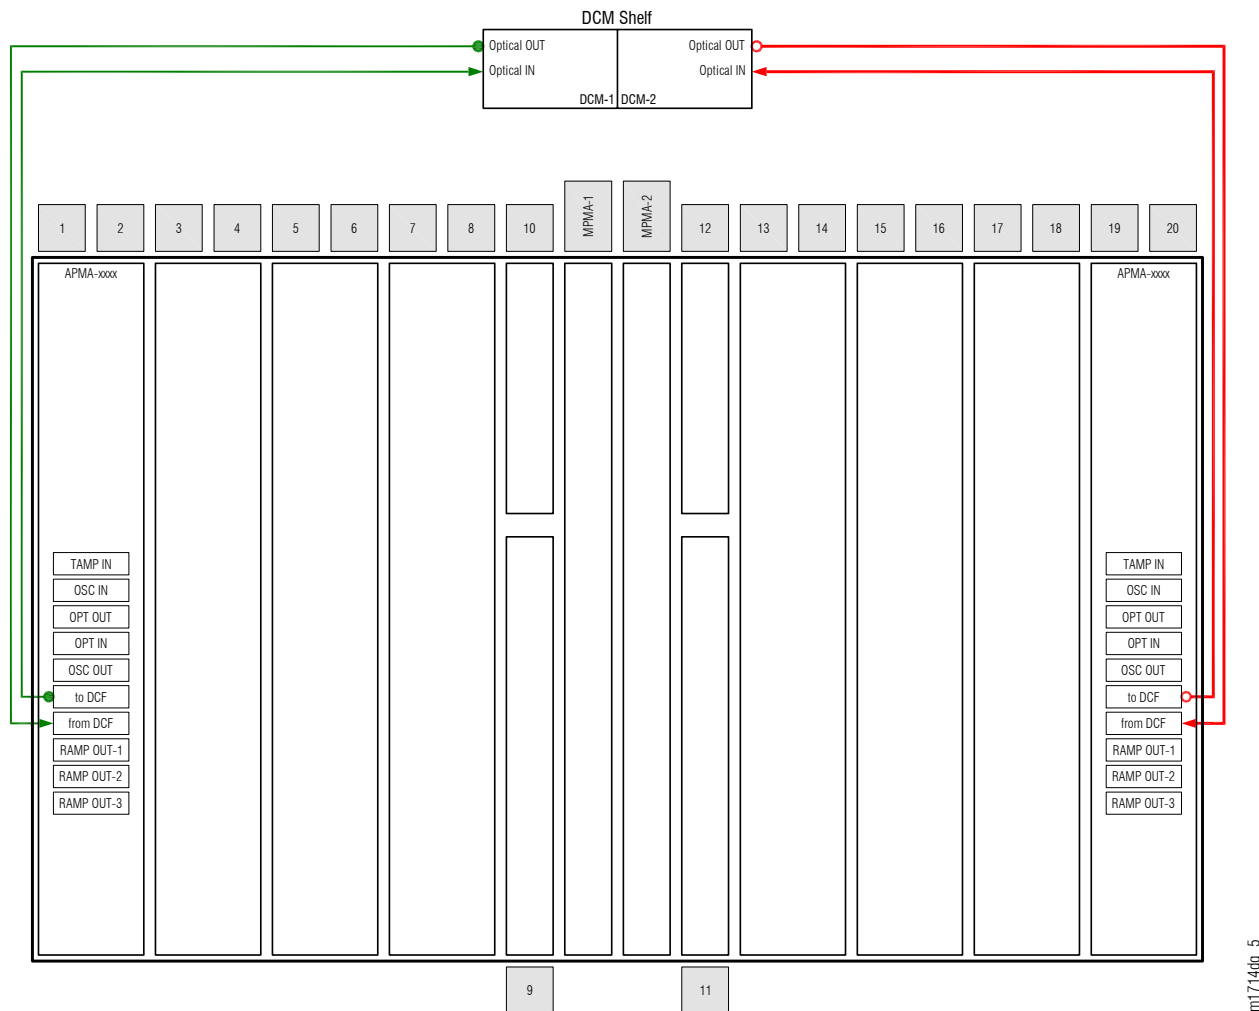 DCM Shelf
Optical OUT
Optical IN
DCM-1
Optical OUT
Optical IN
DCM-2
1
2
3
4
5
6
7
8
10
MPMA-1
MPMA-2
12
13
14
15
16
17
18
19
20
APMA-xxxx
TAMP IN
OSC IN
OPT OUT
OPT IN
OSC OUT
to DCF
from DCF
RAMP OUT-1
RAMP OUT-2
RAMP OUT-3
APMA-xxxx
TAMP IN
OSC IN
OPT OUT
OPT IN
OSC OUT
to DCF
from DCF
RAMP OUT-1
RAMP OUT-2
RAMP OUT-3
9
11
m1714dg_5